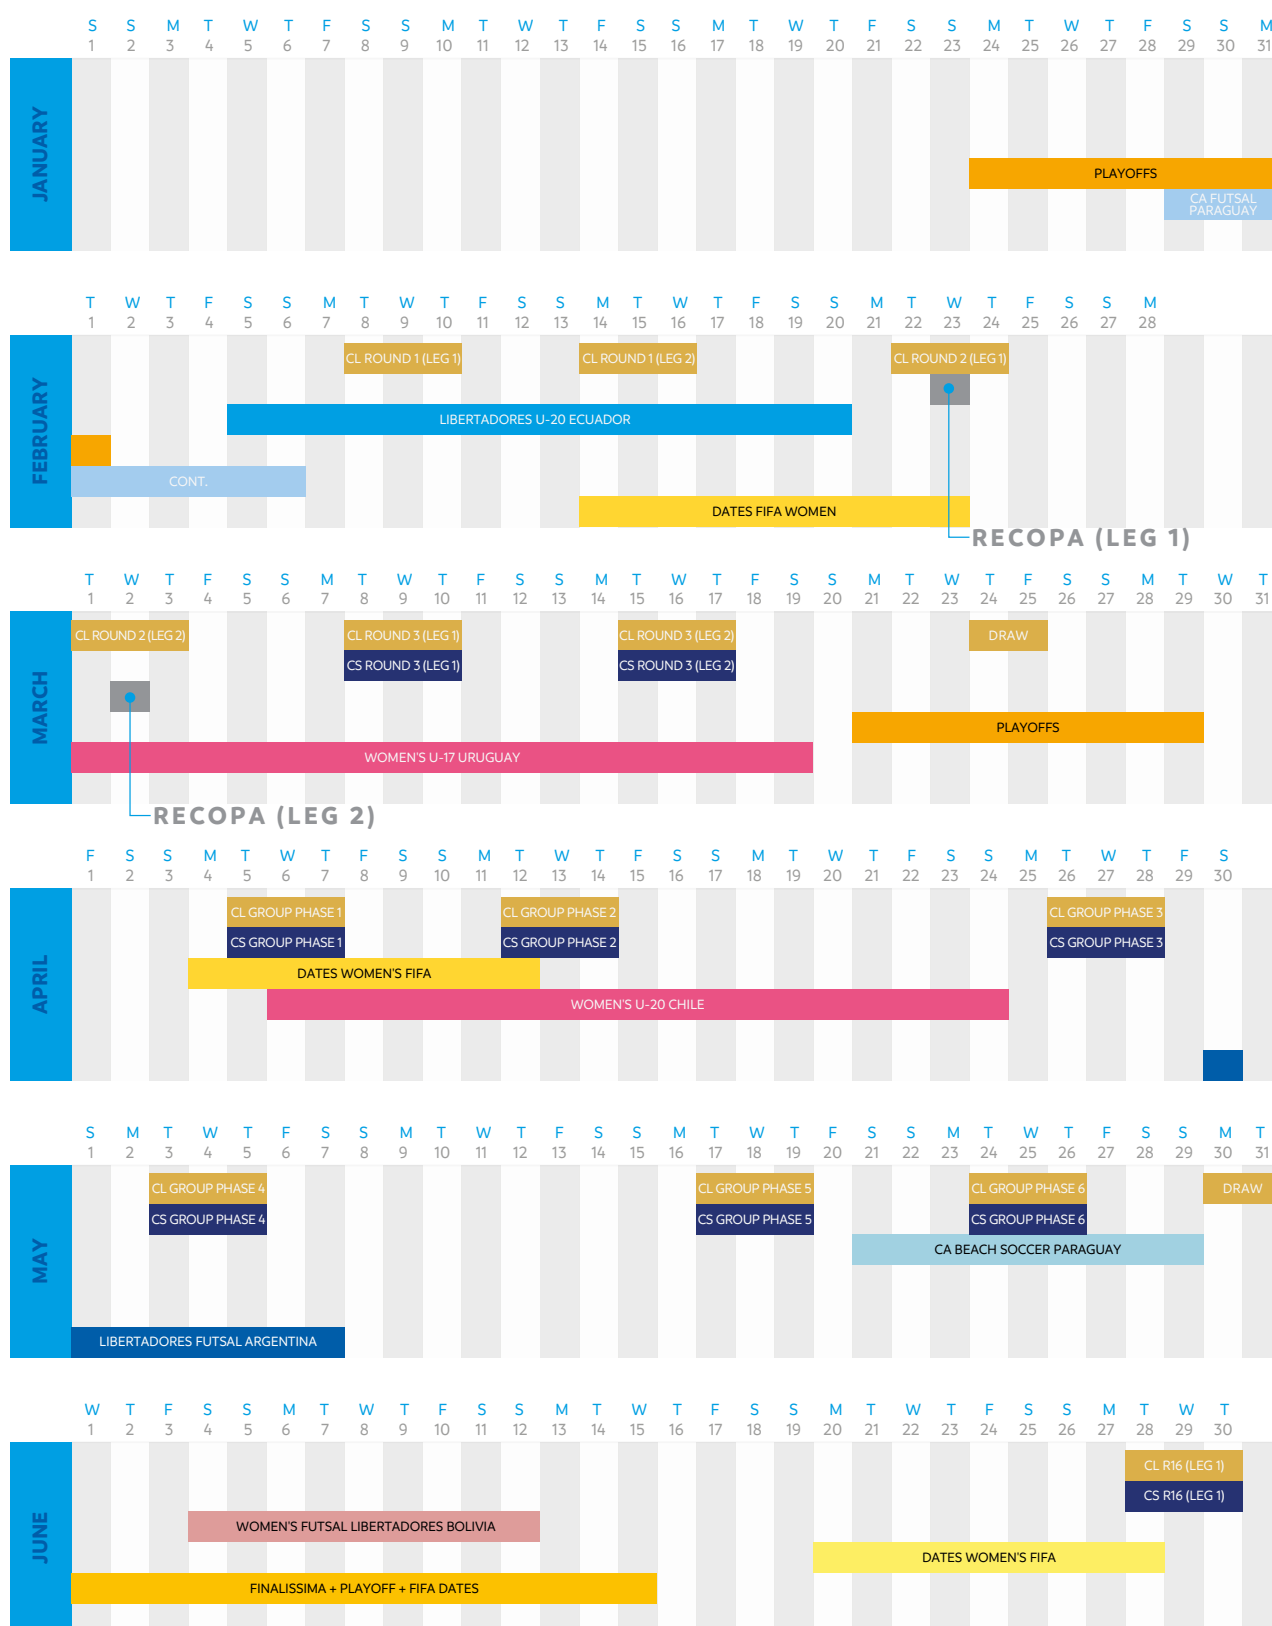 S S M T W T F S S M T W T F S S M T W T F S S M T W T F S S M
1 2 3 4 5 6 7 8 9 10 11 12 13 14 15 16 17 18 19 20 21 22 23 24 25 26 27 28 29 30 31
JANUARY
PLAYOFFS
CA FUTSAL
PARAGUAY
T W T F S S M T W T F S S M T W T F S S M T W T F S S M
1 2 3 4 5 6 7 8 9 10 11 12 13 14 15 16 17 18 19 20 21 22 23 24 25 26 27 28
FEBRUARY
CL ROUND 1 (LEG 1) CL ROUND 1 (LEG 2) CL ROUND 2 (LEG 1)
LIBERTADORES U-20 ECUADOR
CONT.
DATES FIFA WOMEN
RECOPA (LEG 1)
T W T F S S M T W T F S S M T W T F S S M T W T F S S M T W T
1 2 3 4 5 6 7 8 9 10 11 12 13 14 15 16 17 18 19 20 21 22 23 24 25 26 27 28 29 30 31
MARCH
CL ROUND 2 (LEG 2) CL ROUND 3 (LEG 1) CL ROUND 3 (LEG 2) DRAW
CS ROUND 3 (LEG 1) CS ROUND 3 (LEG 2)
PLAYOFFS
WOMEN'S U-17 URUGUAY
RECOPA (LEG 2)
F S S M T W T F S S M T W T F S S M T W T F S S M T W T F S
1 2 3 4 5 6 7 8 9 10 11 12 13 14 15 16 17 18 19 20 21 22 23 24 25 26 27 28 29 30
APRIL
CL GROUP PHASE 1 CL GROUP PHASE 2 CL GROUP PHASE 3
CS GROUP PHASE 1 CS GROUP PHASE 2 CS GROUP PHASE 3
DATES WOMEN'S FIFA
WOMEN'S U-20 CHILE
S M T W T F S S M T W T F S S M T W T F S S M T W T F S S M T
1 2 3 4 5 6 7 8 9 10 11 12 13 14 15 16 17 18 19 20 21 22 23 24 25 26 27 28 29 30 31
MAY
CL GROUP PHASE 4 CL GROUP PHASE 5 CL GROUP PHASE 6 DRAW
CS GROUP PHASE 4 CS GROUP PHASE 5 CS GROUP PHASE 6
CA BEACH SOCCER PARAGUAY
LIBERTADORES FUTSAL ARGENTINA
W T F S S M T W T F S S M T W T F S S M T W T F S S M T W T
1 2 3 4 5 6 7 8 9 10 11 12 13 14 15 16 17 18 19 20 21 22 23 24 25 26 27 28 29 30
JUNE
CL R16 (LEG 1)
CS R16 (LEG 1)
WOMEN'S FUTSAL LIBERTADORES BOLIVIA
DATES WOMEN'S FIFA
FINALISSIMA + PLAYOFF + FIFA DATES